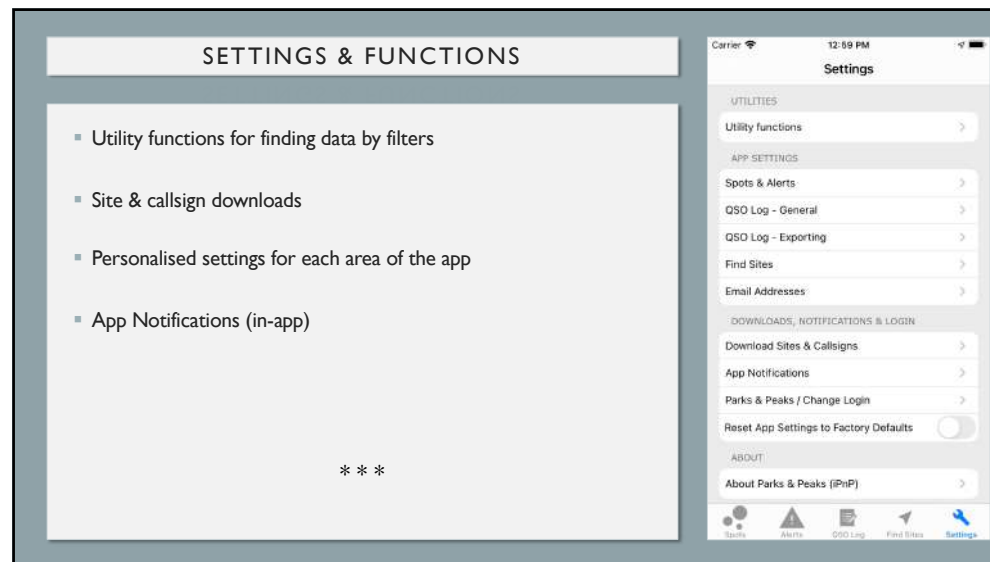 SETTINGS & FUNCTIONS
Utility functions for finding data by filters
Site & callsign downloads
Personalised settings for each area of the app
App Notifications (in-app)
* * *
Carrier 12:59 PM
Settings
UTILITIES
Utility functions
APP SETTINGS
Spots & Alerts
QSO Log - General
QSO Log - Exporting
Find Sites
Email Addresses
DOWNLOADS, NOTIFICATIONS & LOGIN
Download Sites & Callsigns
App Notifications
Parks & Peaks / Change Login
Reset App Settings to Factory Defaults
ABOUT
About Parks & Peaks (iPnP)
Spots Alerts QSO Log Find Sites Settings